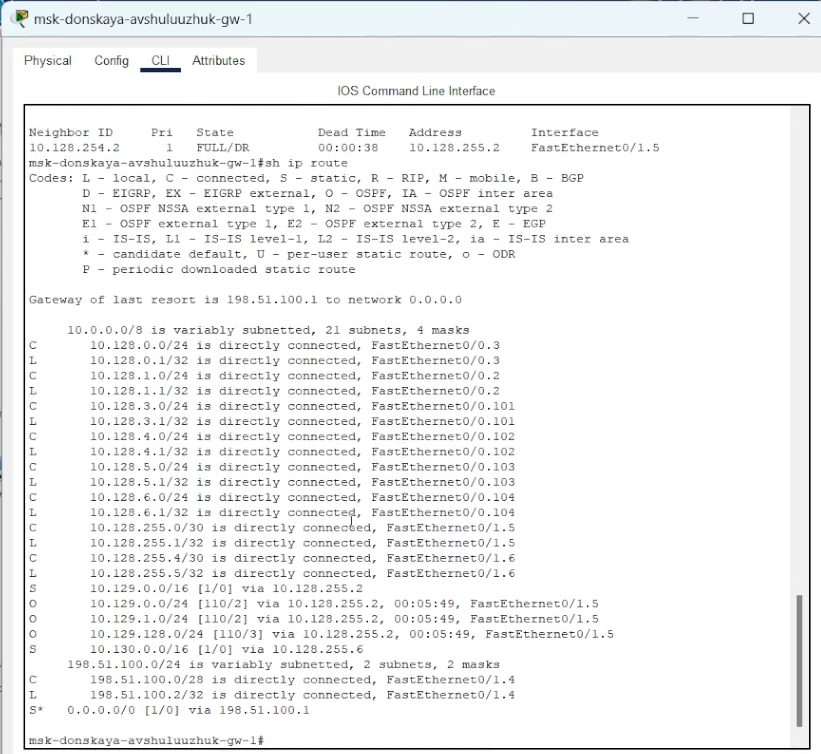 msk-donskaya-avshuluuzhuk-gw-1
Physical Config CLI Attributes
IOS Command Line Interface
Neighbor ID Pri State Dead Time Address Interface
10.128.254.2 1 FULL/DR 00:00:38 10.128.255.2 FastEthernet0/1.5
msk-donskaya-avshuluuzhuk-gw-1#sh ip route
Codes: L - local, C - connected, S - static, R - RIP, M - mobile, B - BGP
D - EIGRP, EX - EIGRP external, O - OSPF, IA - OSPF inter area
N1 - OSPF NSSA external type 1, N2 - OSPF NSSA external type 2
E1 - OSPF external type 1, E2 - OSPF external type 2, E - EGP
i - IS-IS, L1 - IS-IS level-1, L2 - IS-IS level-2, ia - IS-IS inter area
* - candidate default, U - per-user static route, o - ODR
P - periodic downloaded static route
Gateway of last resort is 198.51.100.1 to network 0.0.0.0
10.0.0.0/8 is variably subnetted, 21 subnets, 4 masks
C 10.128.0.0/24 is directly connected, FastEthernet0/0.3
L 10.128.0.1/32 is directly connected, FastEthernet0/0.3
C 10.128.1.0/24 is directly connected, FastEthernet0/0.2
L 10.128.1.1/32 is directly connected, FastEthernet0/0.2
C 10.128.3.0/24 is directly connected, FastEthernet0/0.101
L 10.128.3.1/32 is directly connected, FastEthernet0/0.101
C 10.128.4.0/24 is directly connected, FastEthernet0/0.102
L 10.128.4.1/32 is directly connected, FastEthernet0/0.102
C 10.128.5.0/24 is directly connected, FastEthernet0/0.103
L 10.128.5.1/32 is directly connected, FastEthernet0/0.103
C 10.128.6.0/24 is directly connected, FastEthernet0/0.104
L 10.128.6.1/32 is directly connected, FastEthernet0/0.104
C 10.128.255.0/30 is directly connected, FastEthernet0/1.5
L 10.128.255.1/32 is directly connected, FastEthernet0/1.5
C 10.128.255.4/30 is directly connected, FastEthernet0/1.6
L 10.128.255.5/32 is directly connected, FastEthernet0/1.6
S 10.129.0.0/16 [1/0] via 10.128.255.2
O 10.129.0.0/24 [110/2] via 10.128.255.2, 00:05:49, FastEthernet0/1.5
O 10.129.1.0/24 [110/2] via 10.128.255.2, 00:05:49, FastEthernet0/1.5
O 10.129.128.0/24 [110/3] via 10.128.255.2, 00:05:49, FastEthernet0/1.5
S 10.130.0.0/16 [1/0] via 10.128.255.6
198.51.100.0/24 is variably subnetted, 2 subnets, 2 masks
C 198.51.100.0/28 is directly connected, FastEthernet0/1.4
L 198.51.100.2/32 is directly connected, FastEthernet0/1.4
S* 0.0.0.0/0 [1/0] via 198.51.100.1
msk-donskaya-avshuluuzhuk-gw-1#